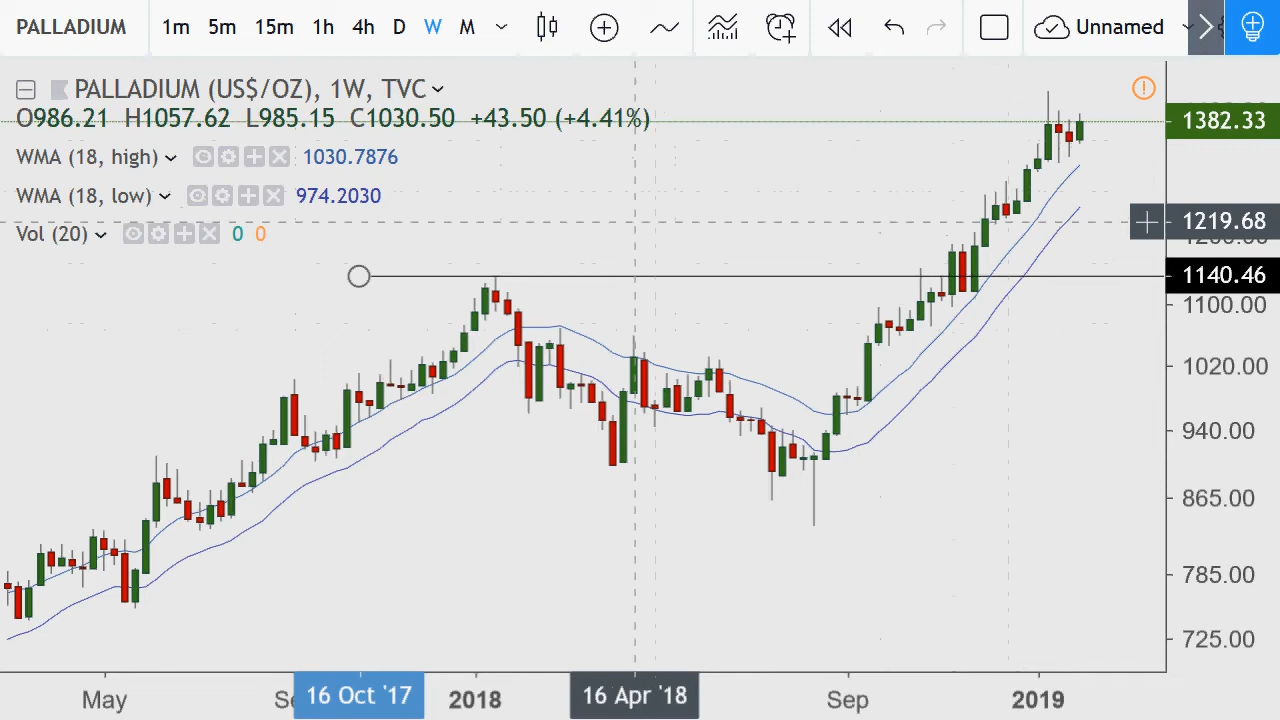 PALLADIUM 1m 5m 15m 1h 4h D W M Unnamed
PALLADIUM (US$/OZ), 1W, TVC
O986.21 H1057.62 L985.15 C1030.50 +43.50 (+4.41%)
WMA (18, high) 1030.7876
WMA (18, low) 974.2030
Vol (20) 0 0
1382.33
1219.68
1140.46
1100.00
1020.00
940.00
865.00
785.00
725.00
May 16 Oct '17 2018 16 Apr '18 Sep 2019